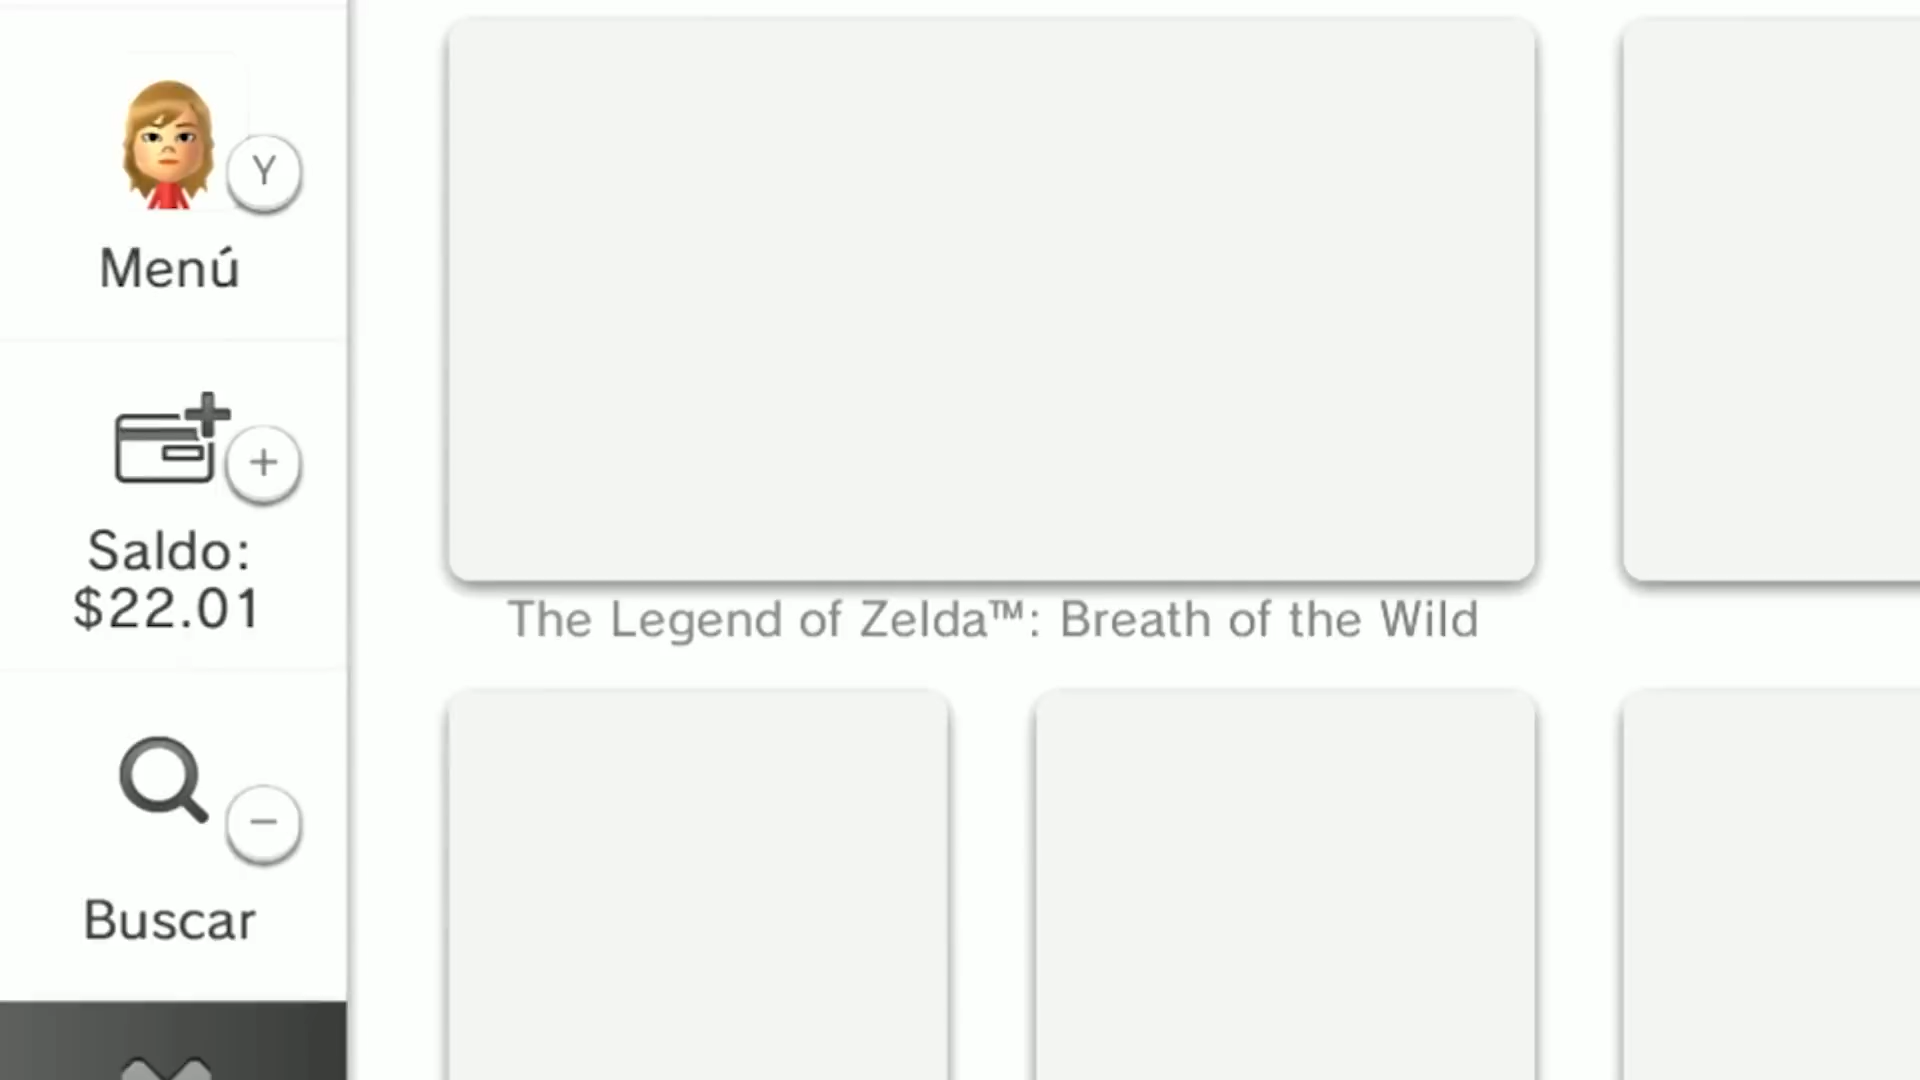 Y
Menú
+
Saldo:
$22.01
The Legend of Zelda™: Breath of the Wild
−
Buscar